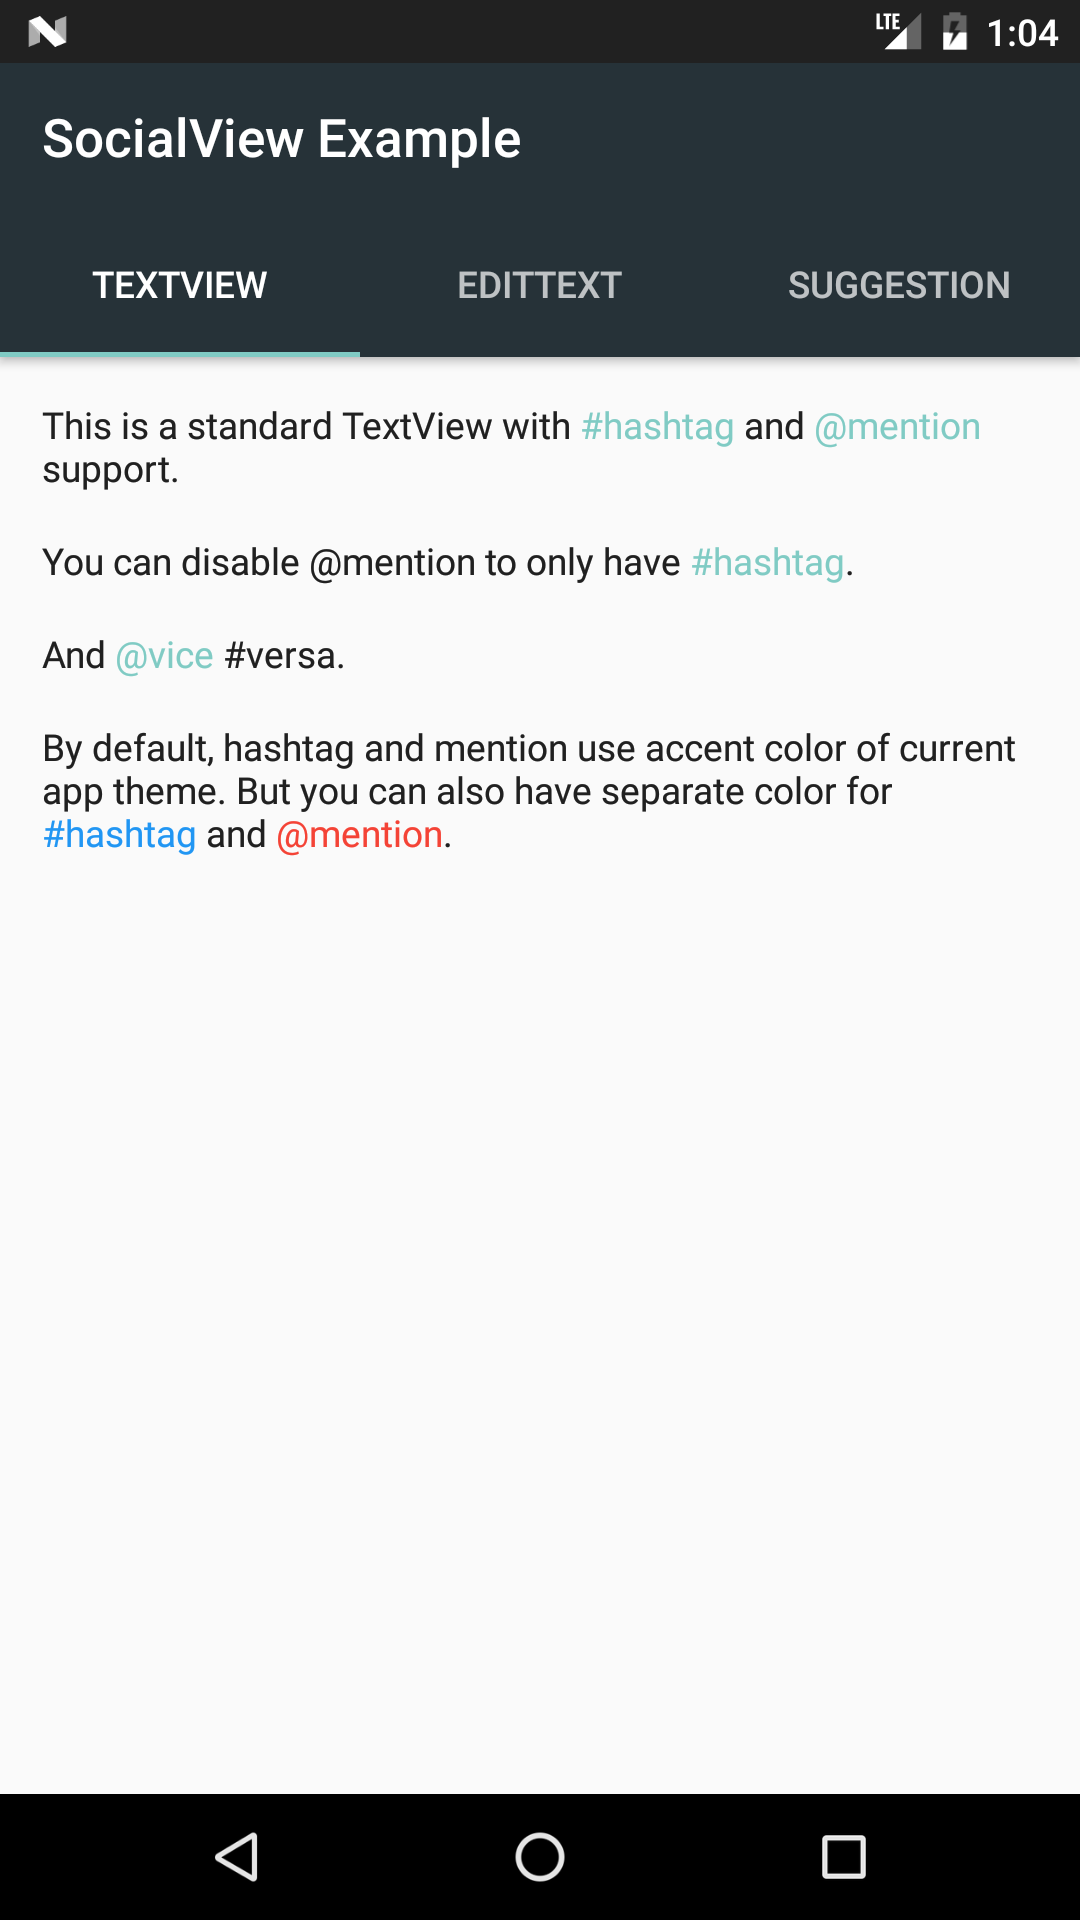 LTE 1:04
SocialView Example
TEXTVIEW EDITTEXT SUGGESTION
This is a standard TextView with #hashtag and @mention
support.
You can disable @mention to only have #hashtag.
And @vice #versa.
By default, hashtag and mention use accent color of current
app theme. But you can also have separate color for
#hashtag and @mention.